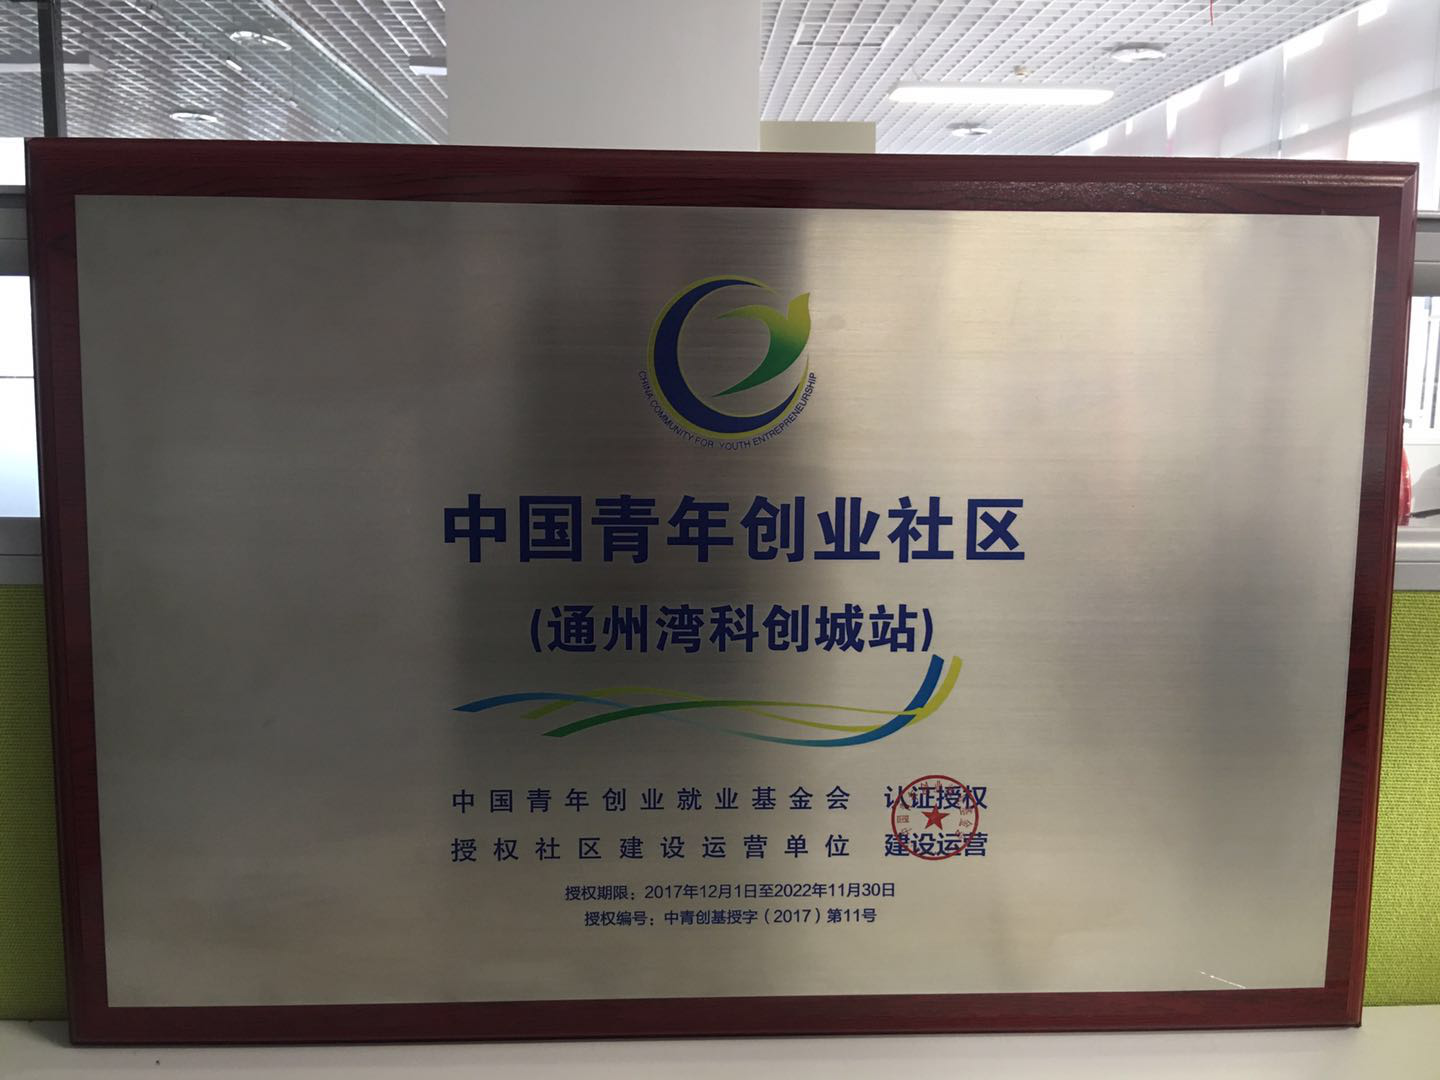 CHINA COMMUNITY FOR YOUTH ENTREPRENEURSHIP
中国青年创业社区
(通州湾科创城站)
中国青年创业就业基金会 认证授权
授权社区建设运营单位 建设运营
授权期限：2017年12月1日至2022年11月30日
授权编号：中青创基授字（2017）第11号